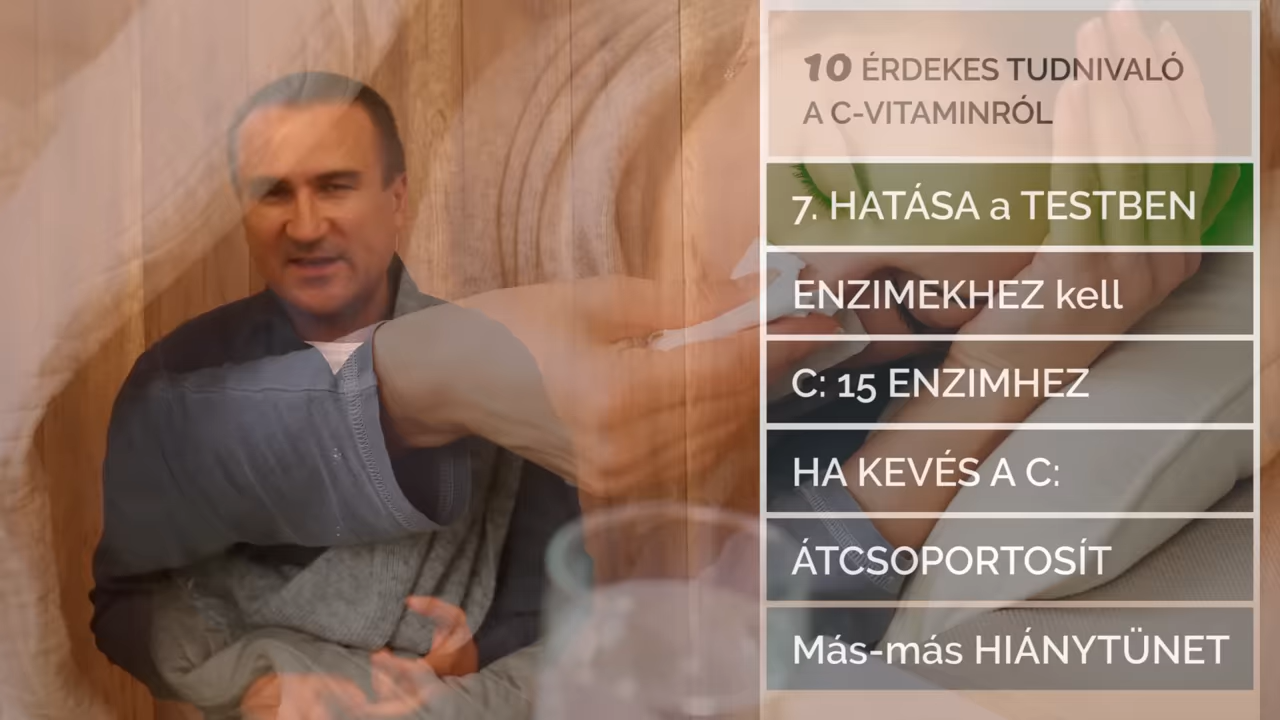 10 ÉRDEKES TUDNIVALÓ
A C-VITAMINRÓL
7. HATÁSA a TESTBEN
ENZIMEKHEZ kell
C: 15 ENZIMHEZ
HA KEVÉS A C:
ÁTCSOPORTOSÍT
Más-más HIÁNYTÜNET